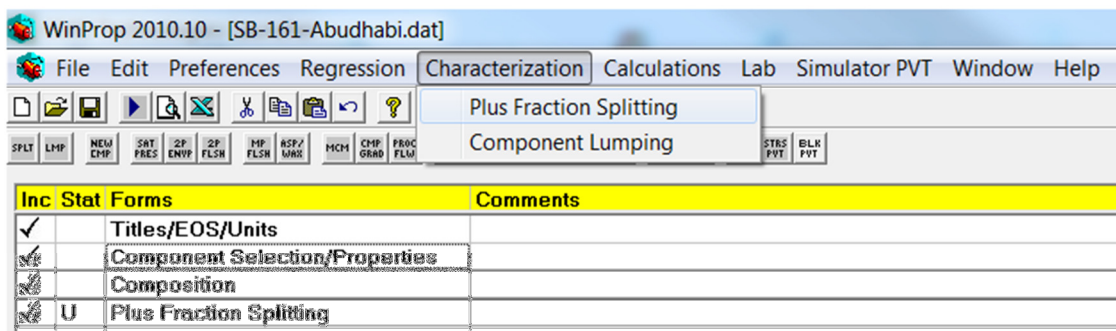 WinProp 2010.10 - [SB-161-Abudhabi.dat]
File Edit Preferences Regression Characterization Calculations Lab Simulator PVT Window Help
Plus Fraction Splitting
Component Lumping
SPLT LMP NEW CMP SAT PRES 2P ENVP 2P FLSH MP FLSH ASP/ WAX MCM CMP GRAD PROC FLW STRS PVT BLK PVT
Inc Stat Forms Comments
Titles/EOS/Units
Component Selection/Properties
Composition
U Plus Fraction Splitting